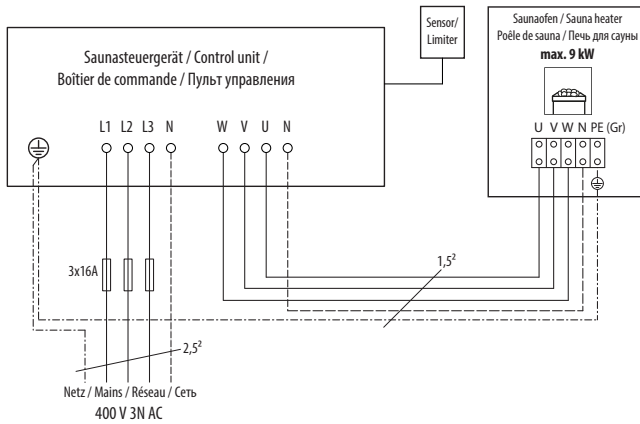 Saunasteuergerät / Control unit /
Boîtier de commande / Пульт управления
Sensor/
Limiter
Saunaofen / Sauna heater
Poêle de sauna / Печь для сауны
max. 9 kW
U V W N PE (Gr)
L1 L2 L3 N W V U N
3x16A
1,5²
2,5²
Netz / Mains / Réseau / Сеть
400 V 3N AC